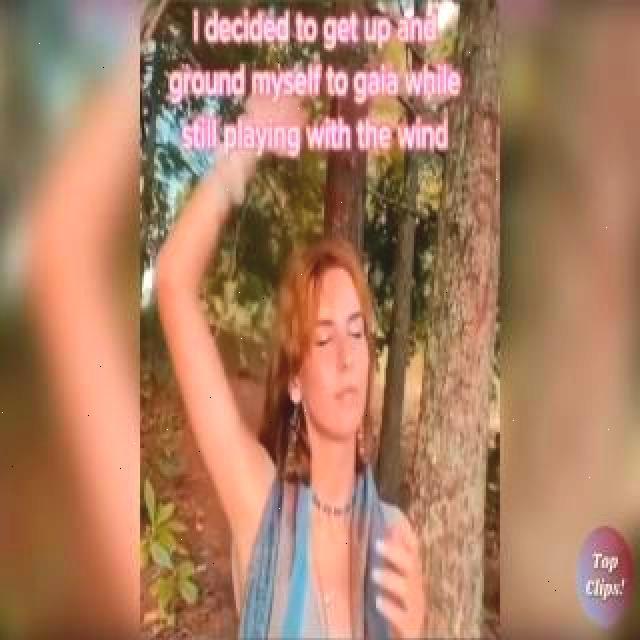 i decided to get up and
ground myself to gaia while
still playing with the wind
Top
Clips!